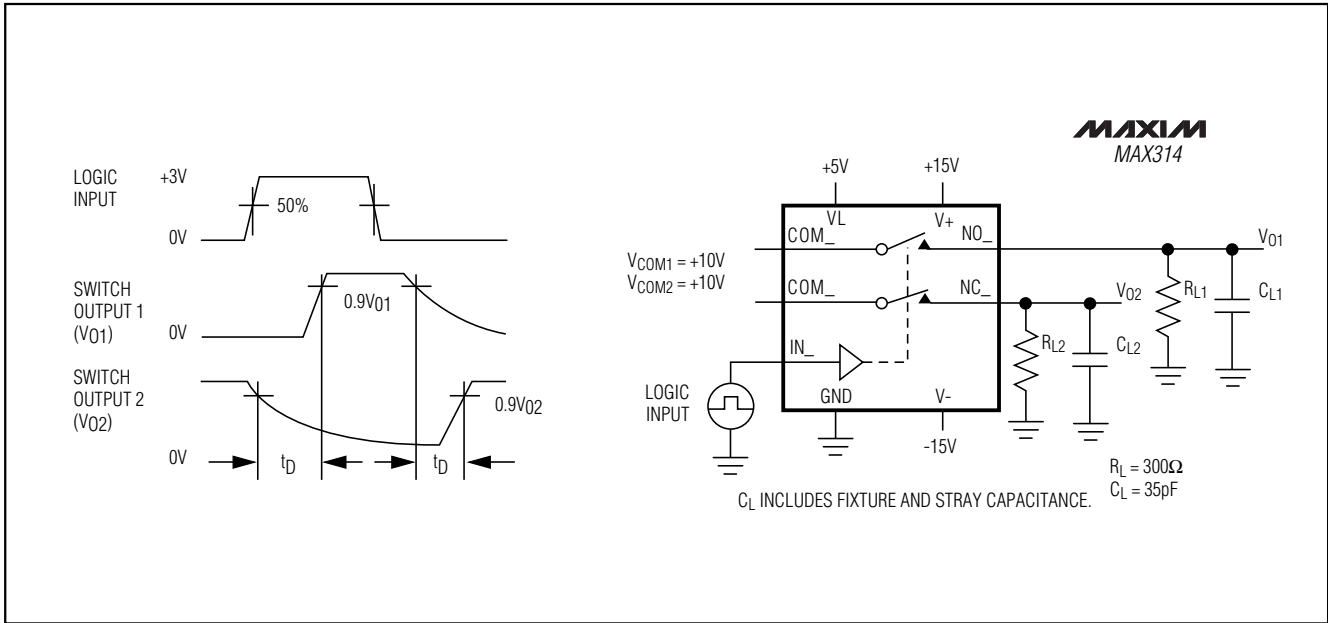 LOGIC
INPUT
+3V
0V
50%
SWITCH
OUTPUT 1
(VO1)
0V
0.9V01
SWITCH
OUTPUT 2
(VO2)
0V
0.9V02
tD
tD
MAXIM
MAX314
+5V
+15V
VL
V+
COM_
NO_
VO1
VCOM1 = +10V
VCOM2 = +10V
COM_
NC_
VO2
RL1
CL1
RL2
CL2
IN_
LOGIC
INPUT
GND
V-
-15V
RL = 300Ω
CL = 35pF
CL INCLUDES FIXTURE AND STRAY CAPACITANCE.